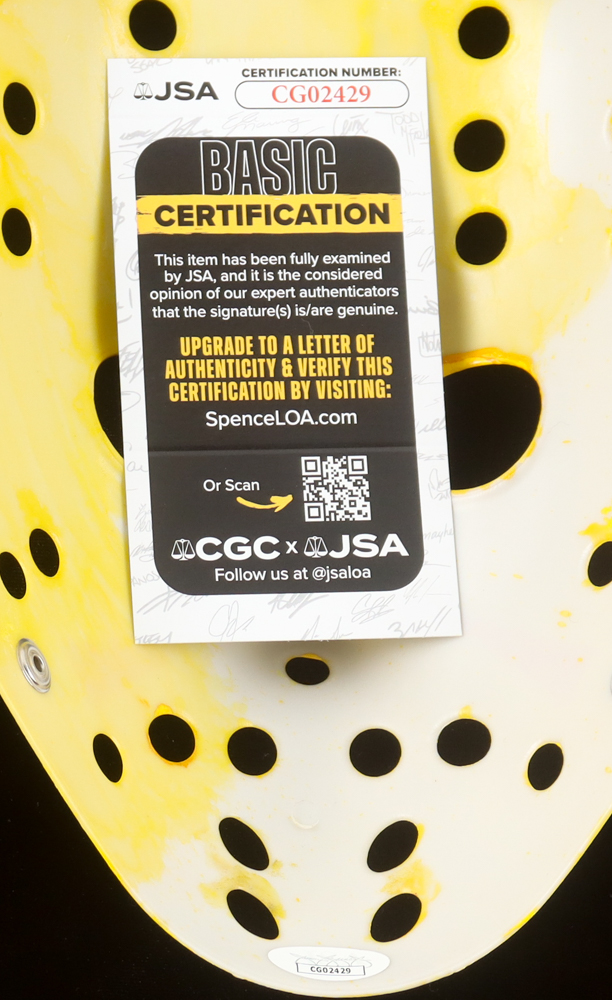 JSA
CERTIFICATION NUMBER:
CG02429
BASIC
CERTIFICATION
This item has been fully examined
by JSA, and it is the considered
opinion of our expert authenticators
that the signature(s) is/are genuine.
UPGRADE TO A LETTER OF
AUTHENTICITY & VERIFY THIS
CERTIFICATION BY VISITING:
SpenceLOA.com
Or Scan
CGC x JSA
Follow us at @jsaloa
CG02429